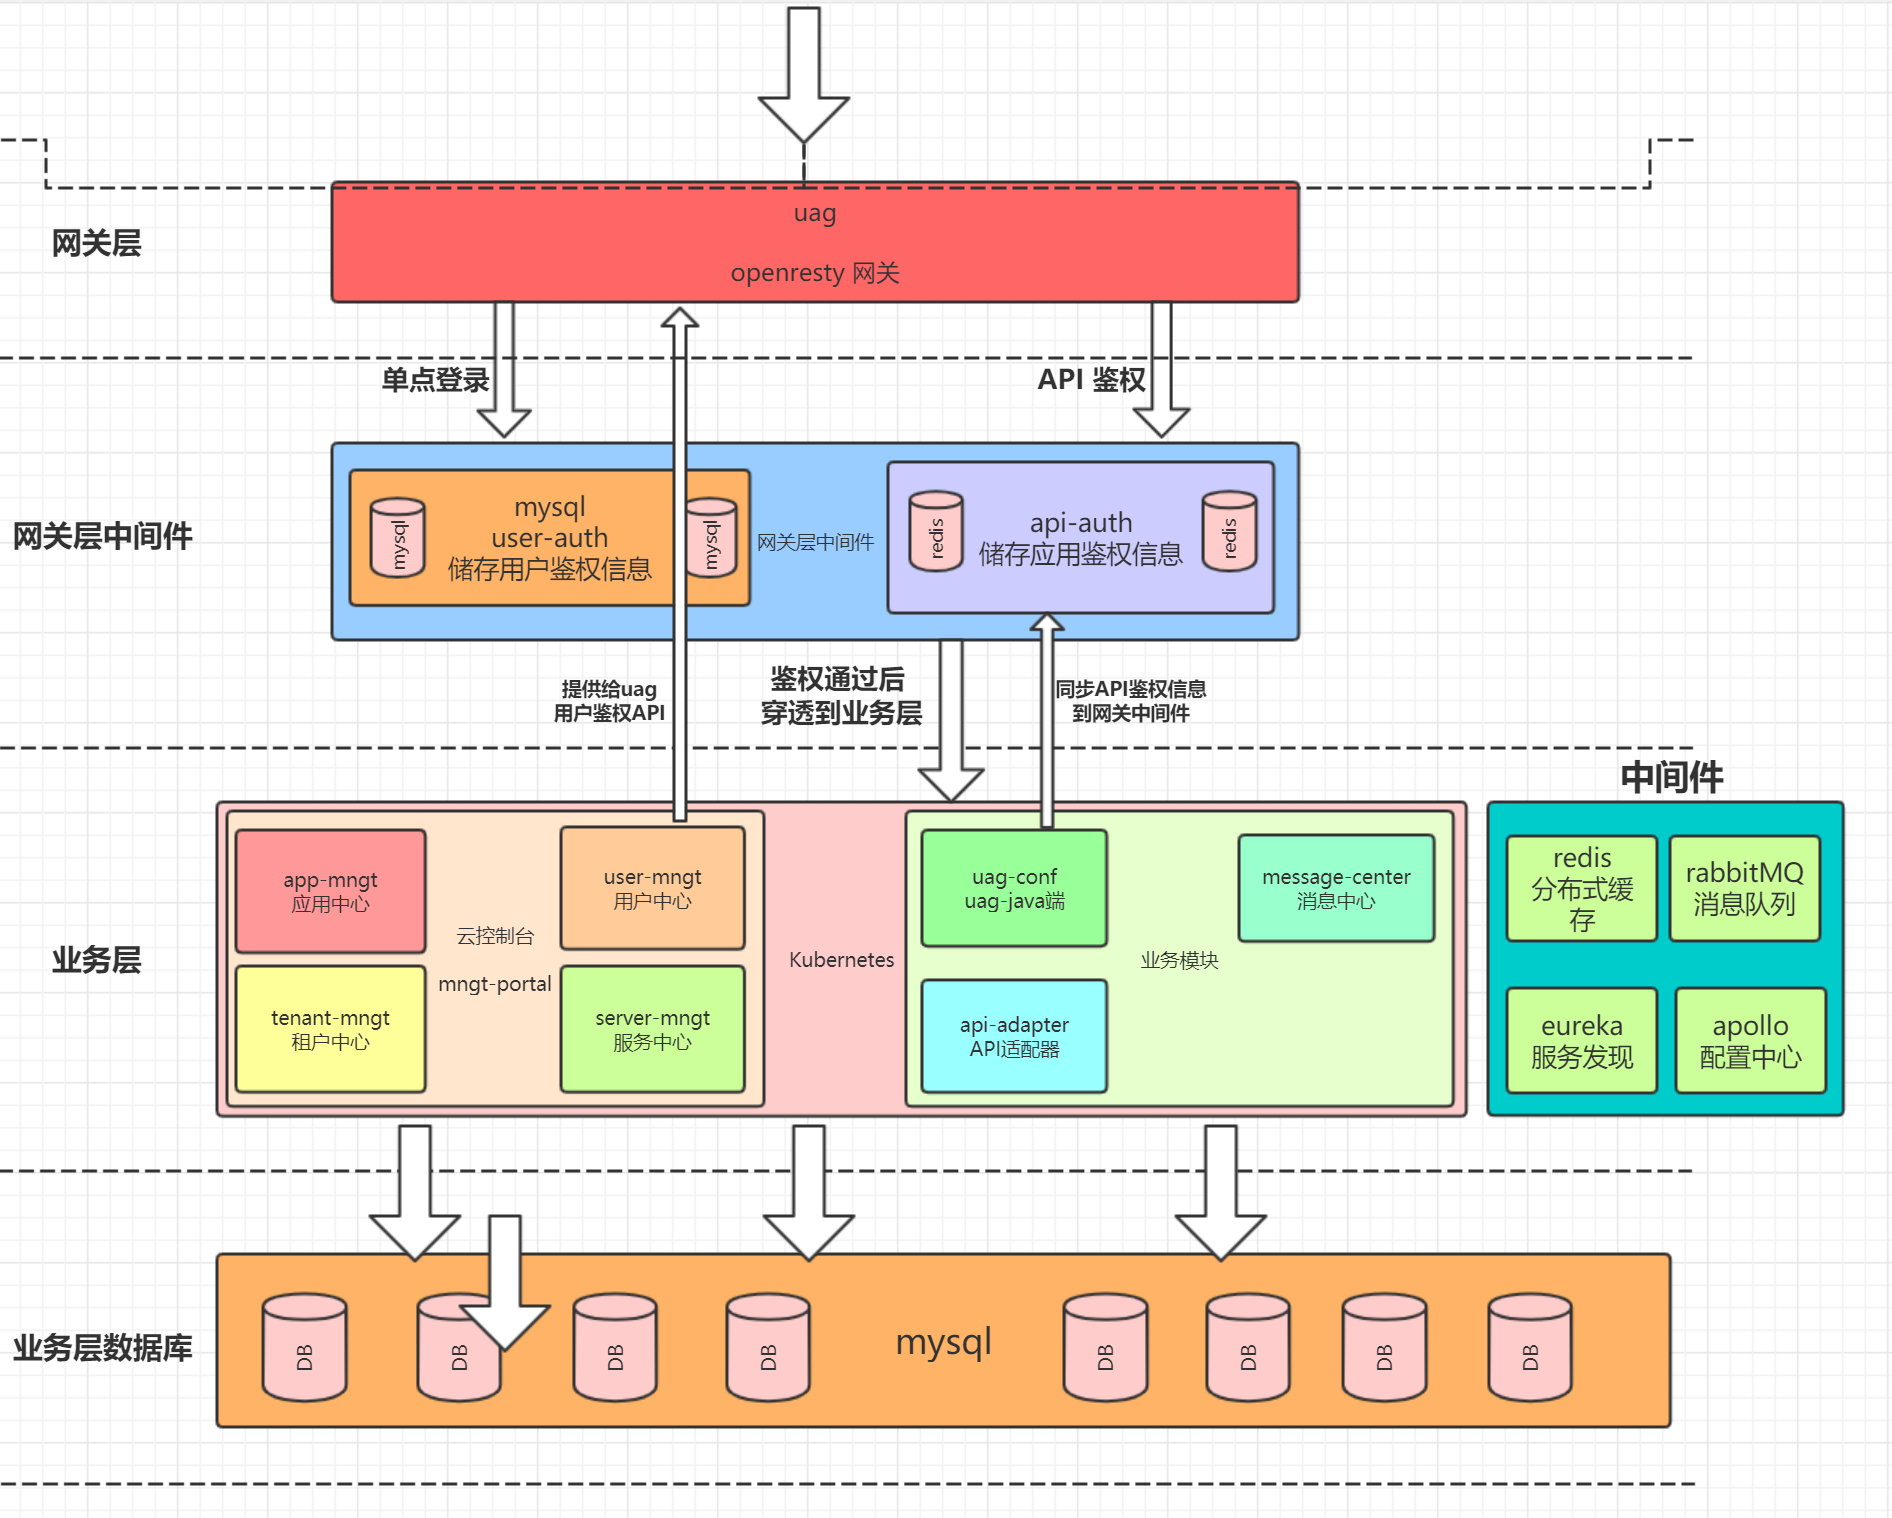 uag
openresty 网关
网关层
单点登录
API 鉴权
网关层中间件
mysql
mysql
user-auth
储存用户鉴权信息
mysql
网关层中间件
redis
api-auth
储存应用鉴权信息
redis
提供给uag
用户鉴权API
鉴权通过后
穿透到业务层
同步API鉴权信息
到网关中间件
中间件
业务层
app-mngt
应用中心
user-mngt
用户中心
云控制台
mngt-portal
tenant-mngt
租户中心
server-mngt
服务中心
Kubernetes
uag-conf
uag-java端
message-center
消息中心
业务模块
api-adapter
API适配器
redis
分布式缓
存
rabbitMQ
消息队列
eureka
服务发现
apollo
配置中心
业务层数据库
DB
DB
DB
DB
mysql
DB
DB
DB
DB